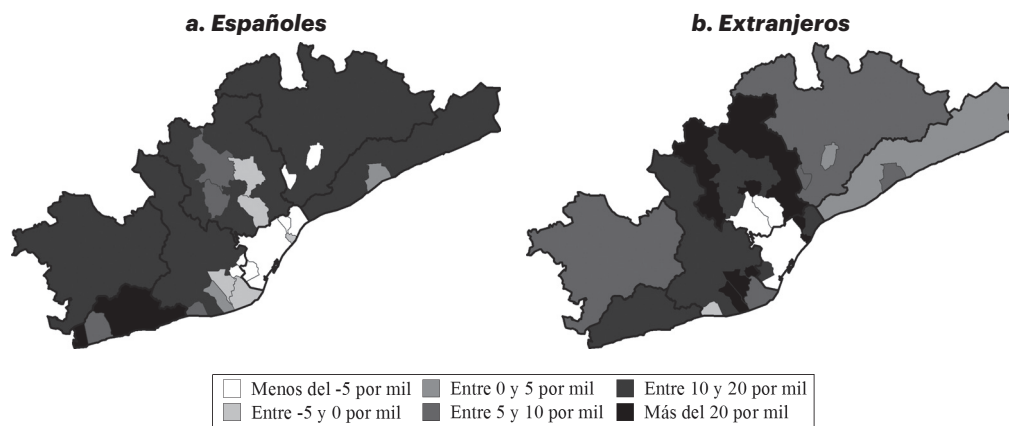 a. Españoles
b. Extranjeros
Menos del -5 por mil
Entre 0 y 5 por mil
Entre 10 y 20 por mil
Entre -5 y 0 por mil
Entre 5 y 10 por mil
Más del 20 por mil